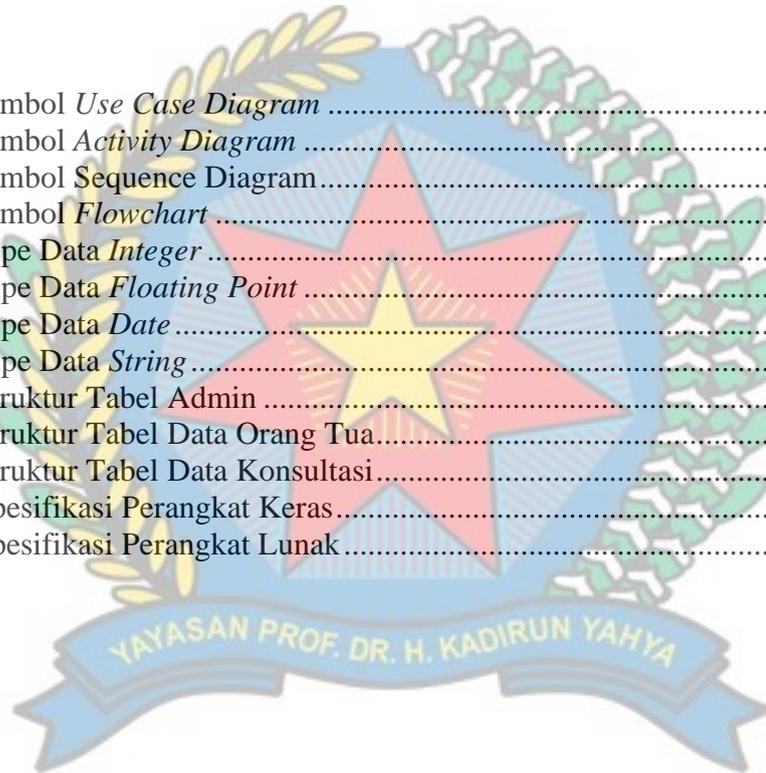 mbol Use Case Diagram ........................................................
mbol Activity Diagram ...........................................................
mbol Sequence Diagram.........................................................
mbol Flowchart ......................................................................
pe Data Integer .......................................................................
pe Data Floating Point ...........................................................
pe Data Date ...........................................................................
pe Data String .........................................................................
ruktur Tabel Admin ................................................................
ruktur Tabel Data Orang Tua..................................................
ruktur Tabel Data Konsultasi..................................................
pesifikasi Perangkat Keras.......................................................
pesifikasi Perangkat Lunak ......................................................
YAYASAN PROF. DR. H. KADIRUN YAHYA